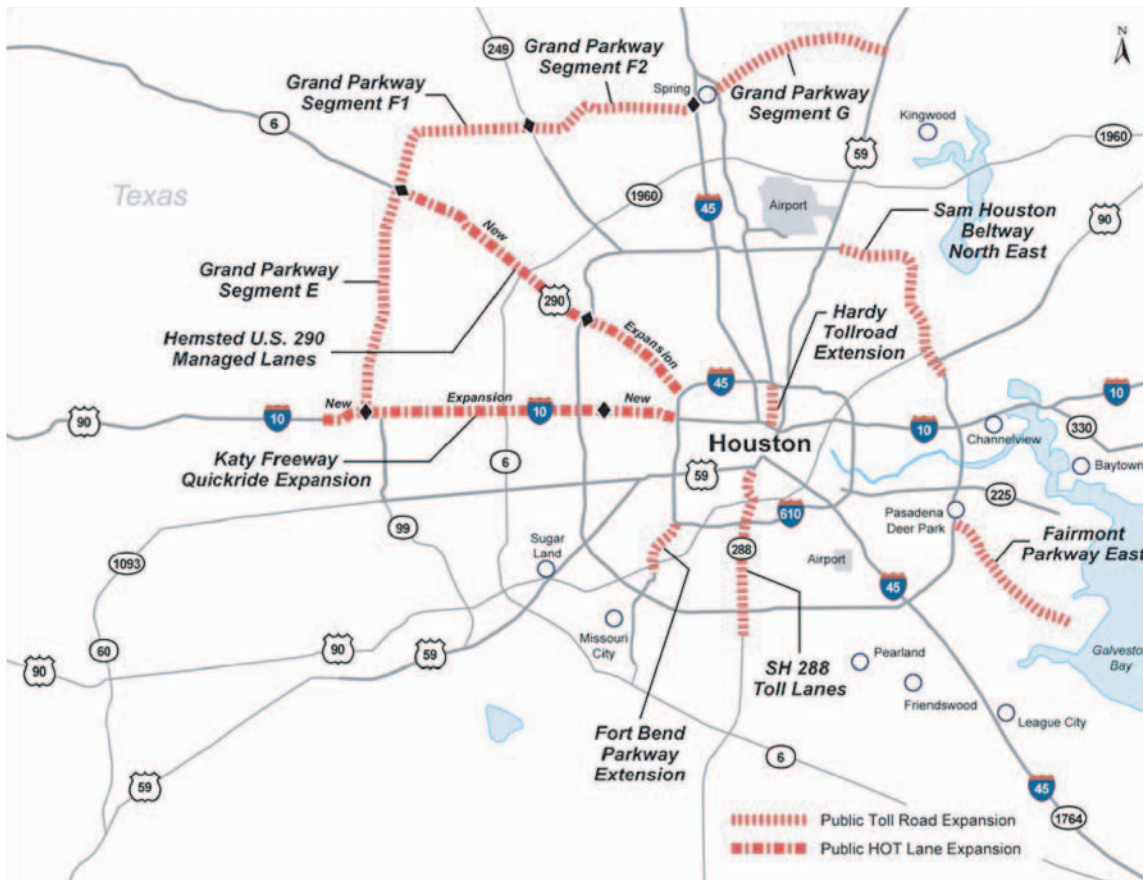 N
249
Grand Parkway
Segment F2
Grand Parkway
Segment F1
Spring
Grand Parkway
Segment G
Kingwood
6
59
1960
1960
Texas
45
Airport
90
Sam Houston
Beltway
North East
New
Grand Parkway
Segment E
290
Hardy
Tollroad
Extension
Hemsted U.S. 290
Managed Lanes
Expansion
45
New
Expansion
New
90
10
10
10
10
Channelview
330
Houston
Baytown
Katy Freeway
Quickride Expansion
6
59
225
610
Pasadena
Deer Park
99
Sugar
Land
288
Airport
Fairmont
Parkway East
1093
45
Missouri
City
60
90
90
59
SH 288
Toll Lanes
Pearland
Galvesto
Bay
Friendswood
League City
Fort Bend
Parkway
Extension
6
59
45
1764
Public Toll Road Expansion
Public HOT Lane Expansion